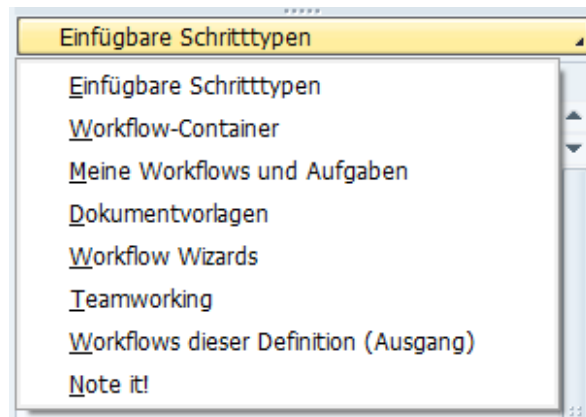 Einfügbare Schritttypen
Einfügbare Schritttypen
Workflow-Container
Meine Workflows und Aufgaben
Dokumentvorlagen
Workflow Wizards
Teamworking
Workflows dieser Definition (Ausgang)
Note it!